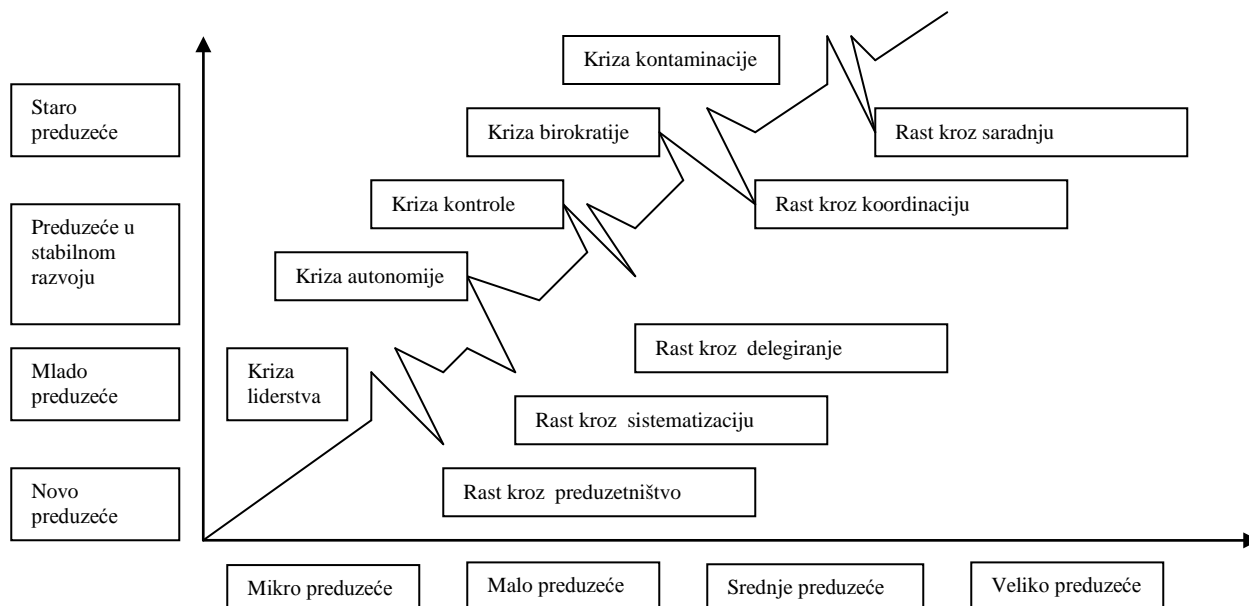 Kriza kontaminacije
Staro
preduzeće
Kriza birokratije
Rast kroz saradnju
Kriza kontrole
Rast kroz koordinaciju
Preduzeće u
stabilnom
razvoju
Kriza autonomije
Rast kroz delegiranje
Mlado
preduzeće
Kriza
liderstva
Rast kroz sistematizaciju
Novo
preduzeće
Rast kroz preduzetništvo
Mikro preduzeće
Malo preduzeće
Srednje preduzeće
Veliko preduzeće